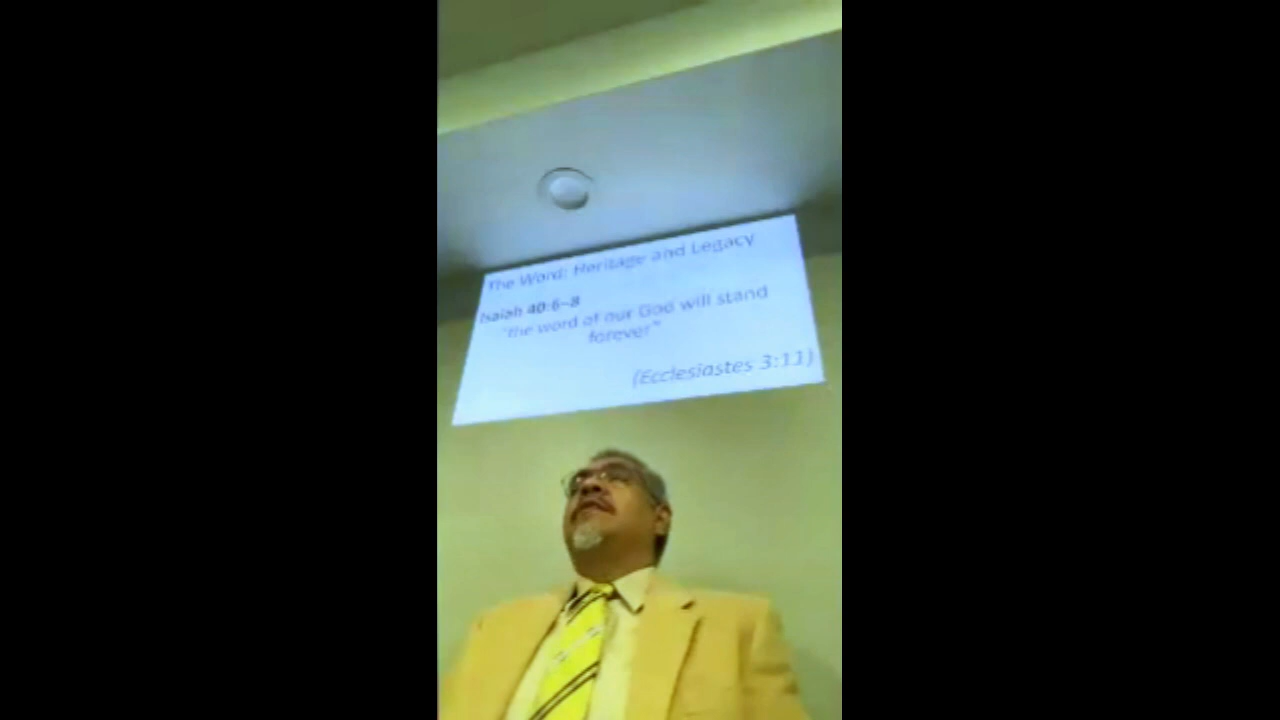 The Word: Heritage and Legacy
Isaiah 40:6–8
"the word of our God will stand
forever"
(Ecclesiastes 3:11)